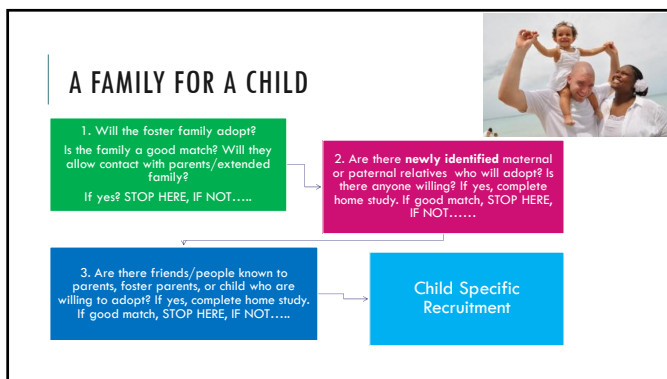 A FAMILY FOR A CHILD
1. Will the foster family adopt?
Is the family a good match? Will they
allow contact with parents/extended
family?
If yes? STOP HERE, IF NOT.....
2. Are there newly identified maternal
or paternal relatives who will adopt? Is
there anyone willing? If yes, complete
home study. If good match, STOP HERE,
IF NOT......
3. Are there friends/people known to
parents, foster parents, or child who are
willing to adopt? If yes, complete home study.
If good match, STOP HERE, IF NOT.....
Child Specific
Recruitment